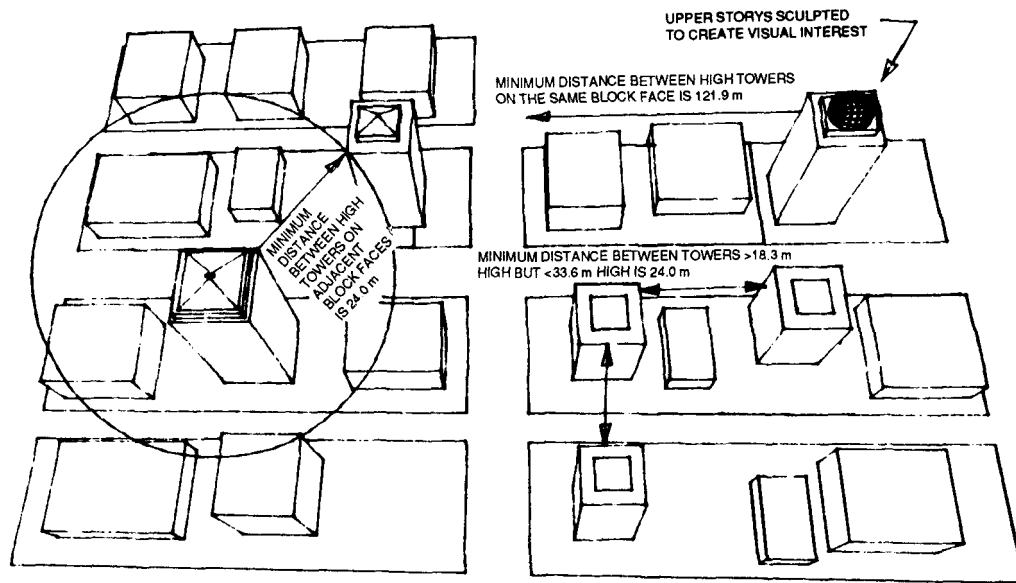 UPPER STORYS SCULPTED
TO CREATE VISUAL INTEREST
MINIMUM DISTANCE BETWEEN HIGH TOWERS
ON THE SAME BLOCK FACE IS 121.9 m
MINIMUM
DISTANCE
BETWEEN HIGH
TOWERS ON
ADJACENT
BLOCK FACES
IS 24.0 m
MINIMUM DISTANCE BETWEEN TOWERS >18.3 m
HIGH BUT <33.6 m HIGH IS 24.0 m